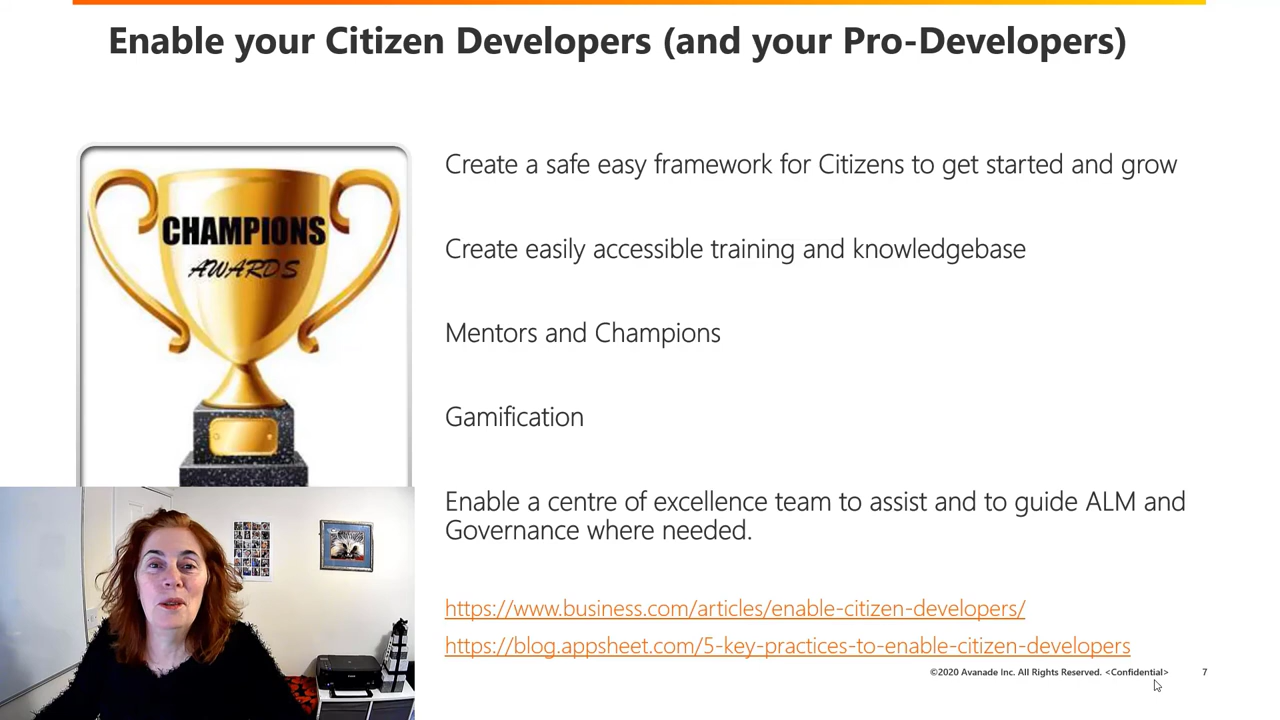 Enable your Citizen Developers (and your Pro-Developers)
CHAMPIONS
AWARDS
Create a safe easy framework for Citizens to get started and grow
Create easily accessible training and knowledgebase
Mentors and Champions
Gamification
Enable a centre of excellence team to assist and to guide ALM and
Governance where needed.
https://www.business.com/articles/enable-citizen-developers/
https://blog.appsheet.com/5-key-practices-to-enable-citizen-developers
©2020 Avanade Inc. All Rights Reserved. <Confidential>
7